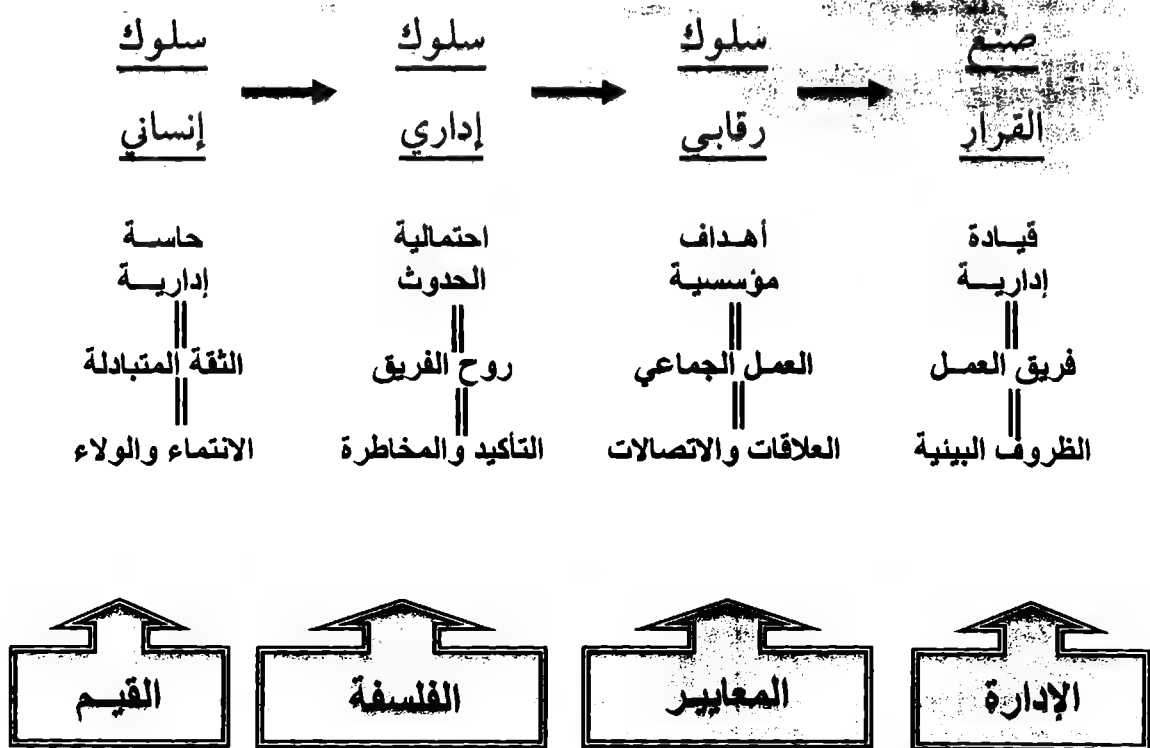 صنع
القرار
قيادة
إدارية
فريق العمل
الظروف البيئية
الإدارة
سلوك
رقابي
أهداف
مؤسسية
العمل الجماعي
العلاقات والاتصالات
المعايير
سلوك
إداري
احتمالية
الحدوث
روح الفريق
التأكيد والمخاطرة
الفلسفة
سلوك
إنساني
حاسة
إدارية
الثقة المتبادلة
الانتماء والولاء
القيم